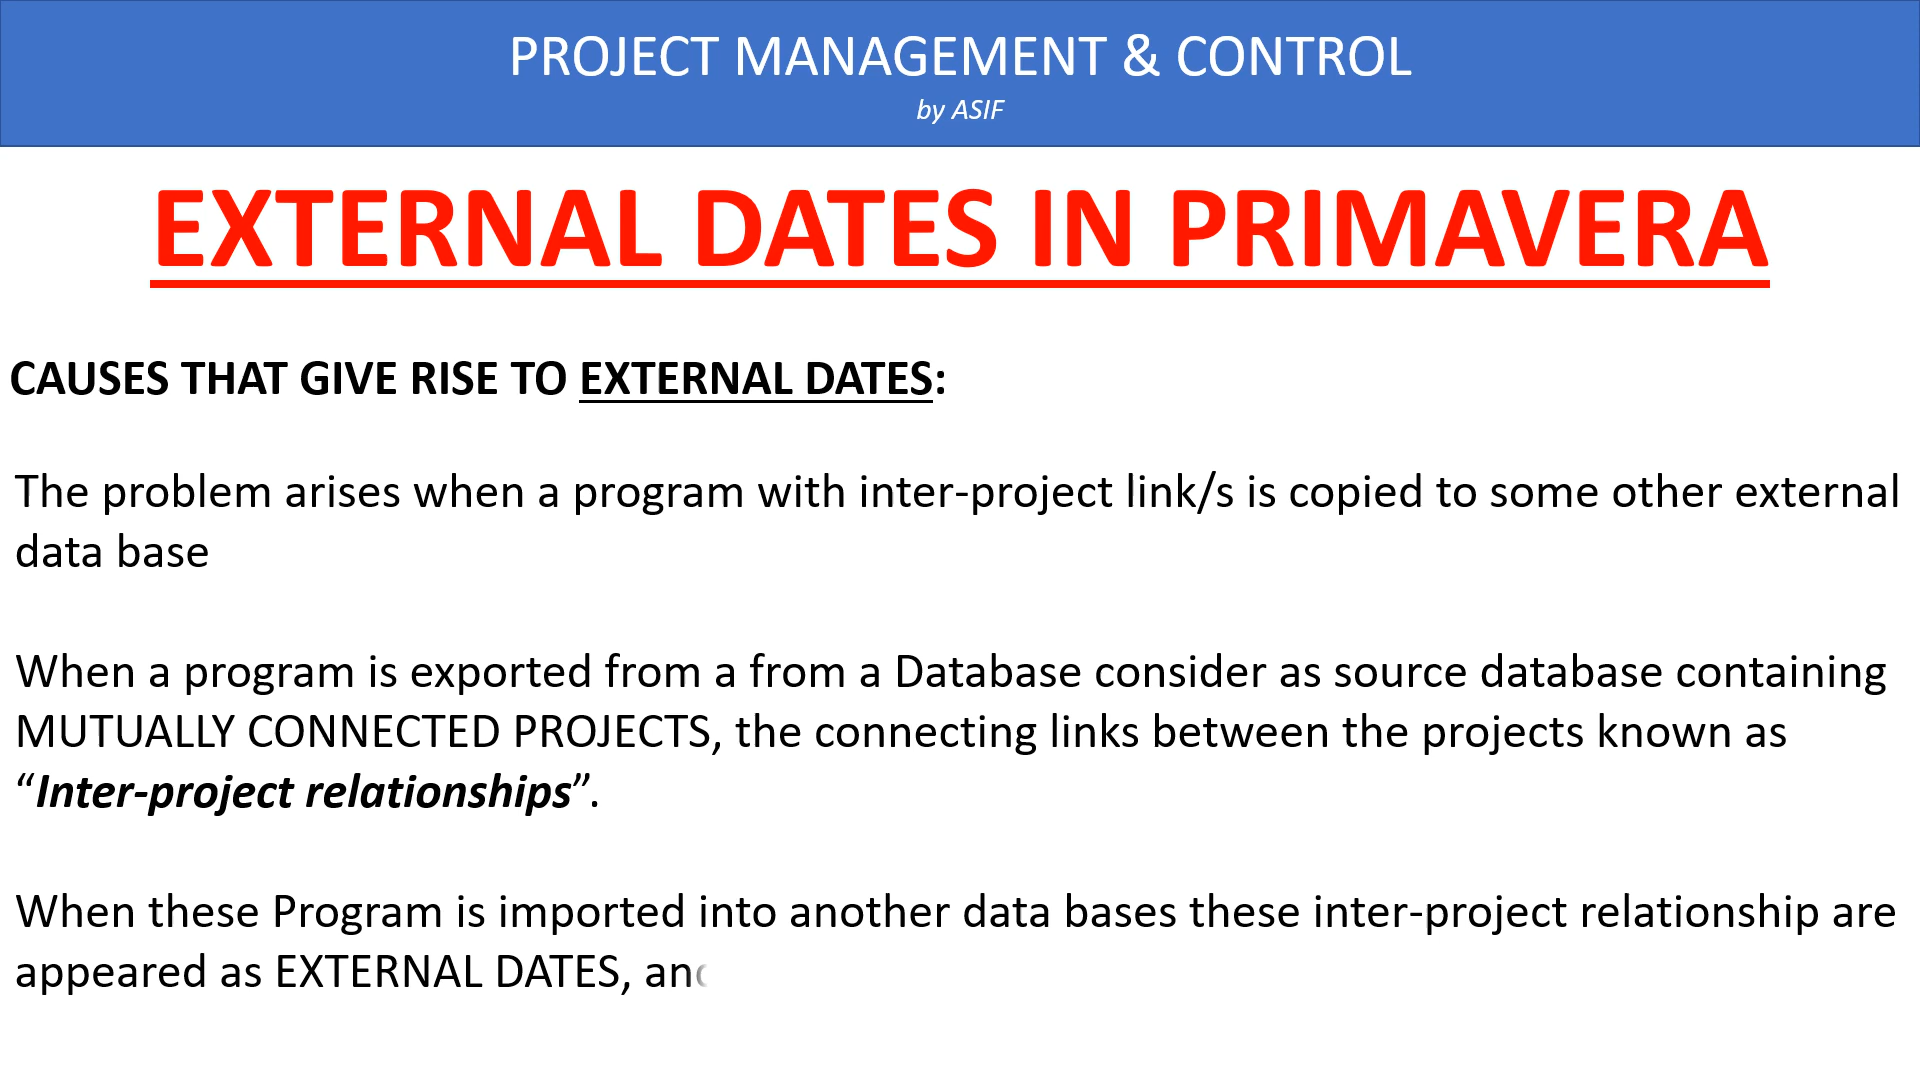 PROJECT MANAGEMENT & CONTROL
by ASIF
EXTERNAL DATES IN PRIMAVERA
CAUSES THAT GIVE RISE TO EXTERNAL DATES:
The problem arises when a program with inter-project link/s is copied to some other external
data base
When a program is exported from a from a Database consider as source database containing
MUTUALLY CONNECTED PROJECTS, the connecting links between the projects known as
“Inter-project relationships”.
When these Program is imported into another data bases these inter-project relationship are
appeared as EXTERNAL DATES,